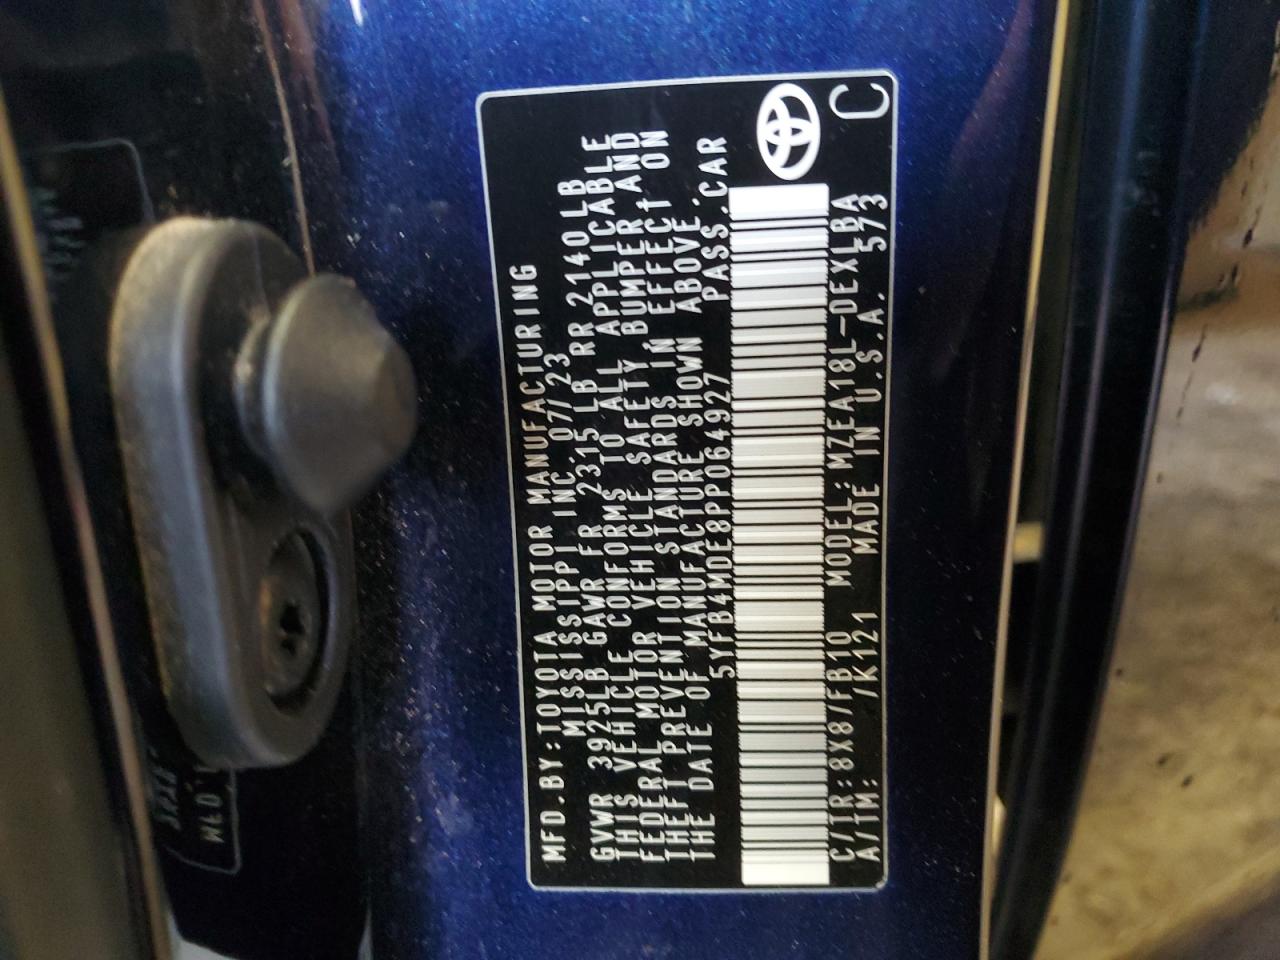 MFD.BY:TOYOTA MOTOR MANUFACTURING
MISSISSIPPI INC. 07/23
GVWR 3925LB GAWR FR 2315 LB RR 2140LB
THIS VEHICLE CONFORMS TO ALL APPLICABLE
FEDERAL MOTOR VEHICLE SAFETY, BUMPER AND
THEFT PREVENTION STANDARDS IN EFFECT ON
THE DATE OF MANUFACTURE SHOWN ABOVE.
5YFB4MDE8PP064927 PASS.CAR
C/TR:8X8/FB10 MODEL:MZEA18L-DEXLBA
A/TM: /K121 MADE IN U.S.A. 573
C